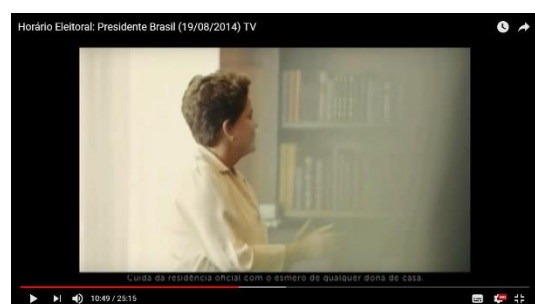 Horário Eleitoral: Presidente Brasil (19/08/2014) TV
Cuida da residência oficial com o esmero de qualquer dona de casa.
10:49 / 25:15